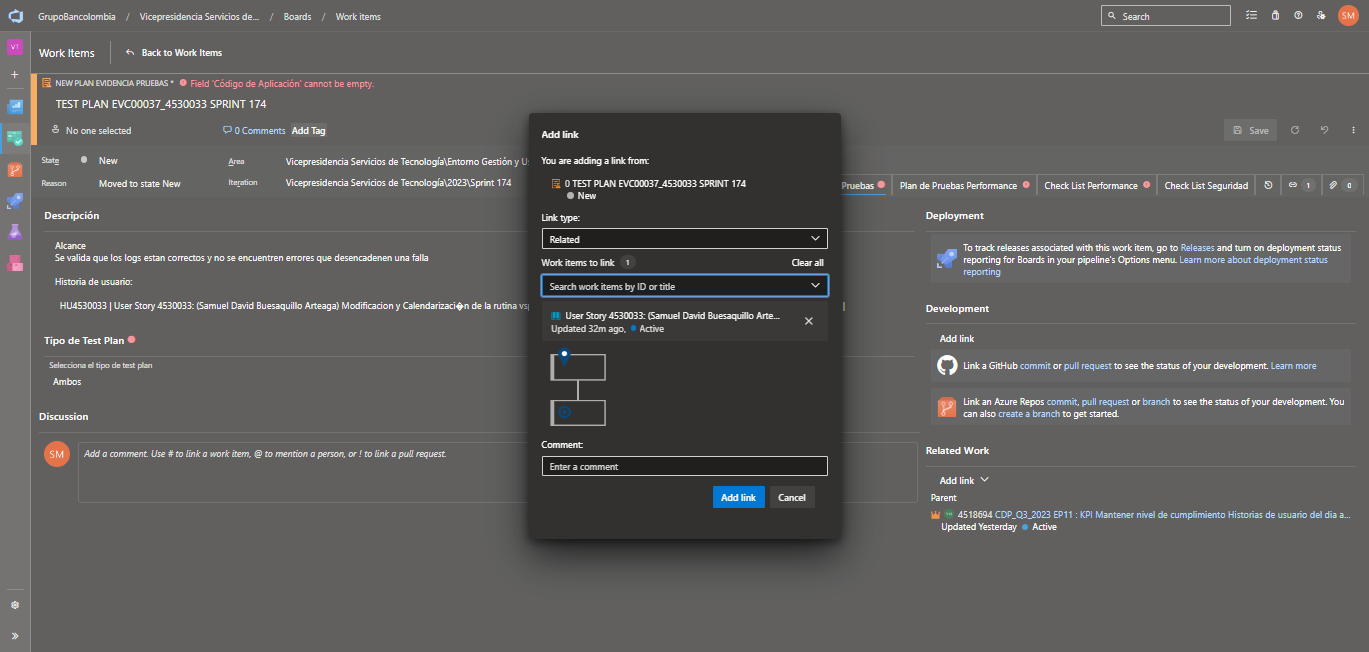 GrupoBancolombia / Vicepresidencia Servicios de... / Boards / Work items
Search
SM
VT
Work Items
Back to Work Items
NEW PLAN EVIDENCIA PRUEBAS * Field 'Código de Aplicación' cannot be empty.
TEST PLAN EVC00037_4530033 SPRINT 174
No one selected
0 Comments
Add Tag
Save
State
New
Area
Vicepresidencia Servicios de Tecnología\Entorno Gestión y Us
Reason
Moved to state New
Iteration
Vicepresidencia Servicios de Tecnología\2023\Sprint 174
Pruebas
Plan de Pruebas Performance
Check List Performance
Check List Seguridad
1
0
Descripción
Alcance
Se valida que los logs estan correctos y no se encuentren errores que desencadenen una falla
Historia de usuario:
HU4530033 | User Story 4530033: (Samuel David Buesaquillo Arteaga) Modificacion y Calendarizaci�n de la rutina vsp
Tipo de Test Plan
Selecciona el tipo de test plan
Ambos
Discussion
SM
Add a comment. Use # to link a work item, @ to mention a person, or ! to link a pull request.
Add link
You are adding a link from:
0 TEST PLAN EVC00037_4530033 SPRINT 174
New
Link type:
Related
Work items to link 1
Clear all
Search work items by ID or title
User Story 4530033: (Samuel David Buesaquillo Arte...
Updated 32m ago, Active
Comment:
Enter a comment
Add link
Cancel
Deployment
To track releases associated with this work item, go to Releases and turn on deployment status
reporting for Boards in your pipeline's Options menu. Learn more about deployment status
reporting
Development
Add link
Link a GitHub commit or pull request to see the status of your development. Learn more
Link an Azure Repos commit, pull request or branch to see the status of your development. You
can also create a branch to get started.
Related Work
Add link
Parent
4518694 CDP_Q3_2023 EP11 : KPI Mantener nivel de cumplimiento Historias de usuario del día a...
Updated Yesterday Active